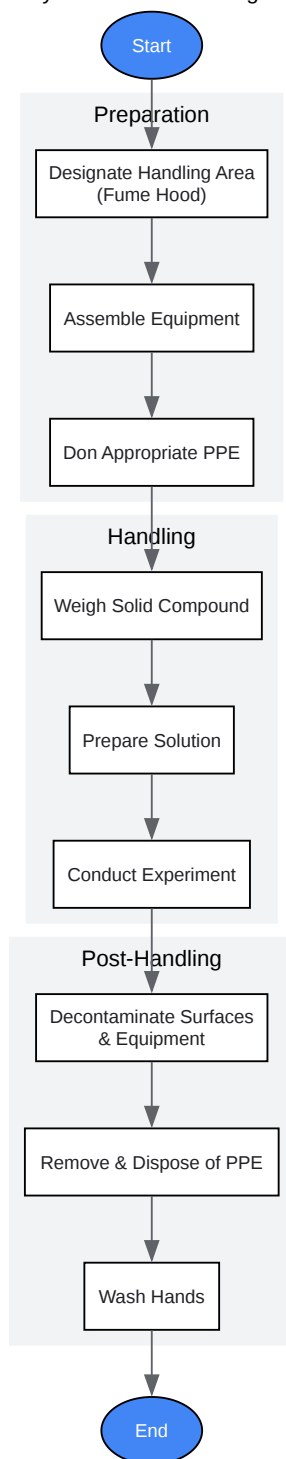 Start
Preparation
Designate Handling Area
(Fume Hood)
Assemble Equipment
Don Appropriate PPE
Handling
Weigh Solid Compound
Prepare Solution
Conduct Experiment
Post-Handling
Decontaminate Surfaces
& Equipment
Remove & Dispose of PPE
Wash Hands
End